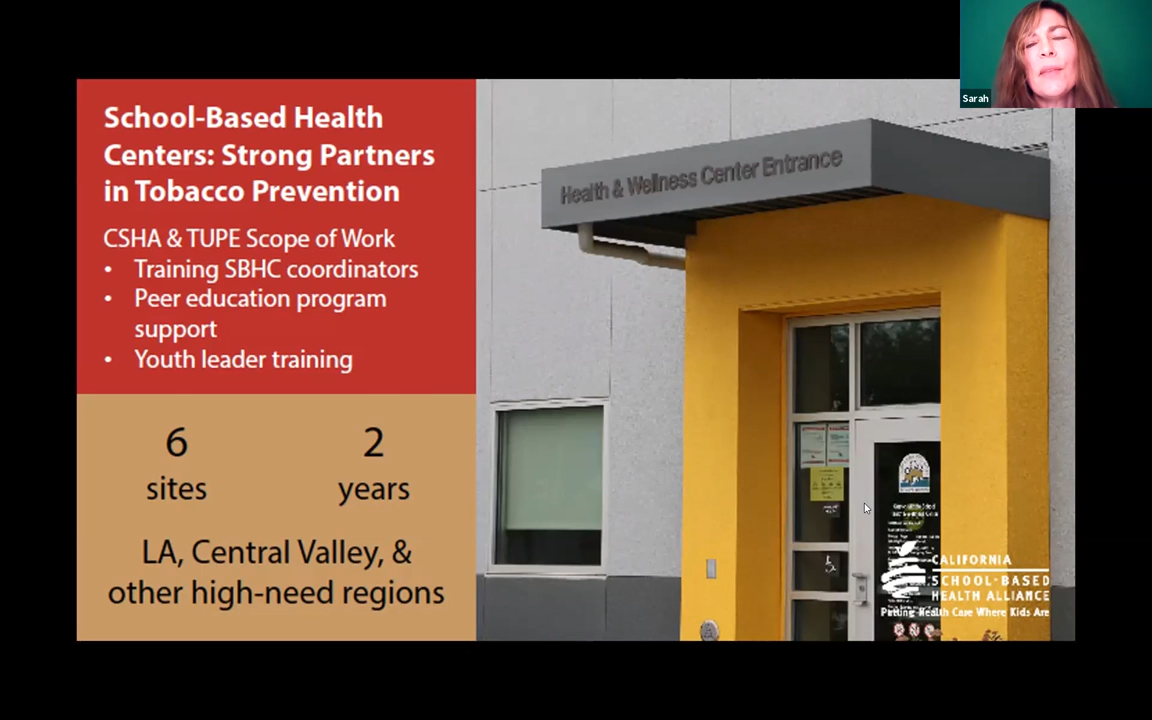 Sarah
School-Based Health
Centers: Strong Partners
in Tobacco Prevention
CSHA & TUPE Scope of Work
• Training SBHC coordinators
• Peer education program
support
• Youth leader training
6
sites
2
years
LA, Central Valley, &
other high-need regions
Health & Wellness Center Entrance
CALIFORNIA
SCHOOL-BASED
HEALTH ALLIANCE
Putting Health Care Where Kids Are